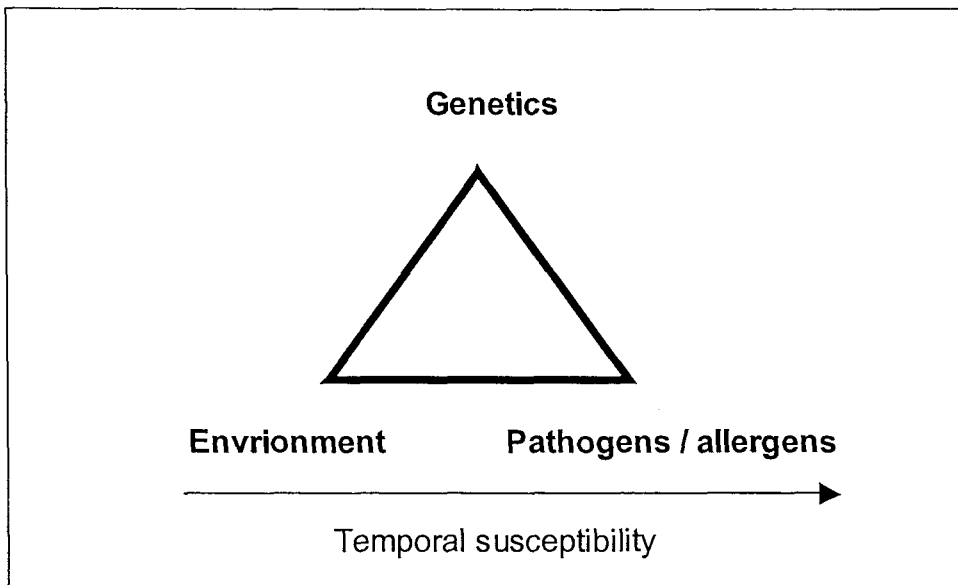 Genetics
Envrionment Pathogens / allergens
Temporal susceptibility